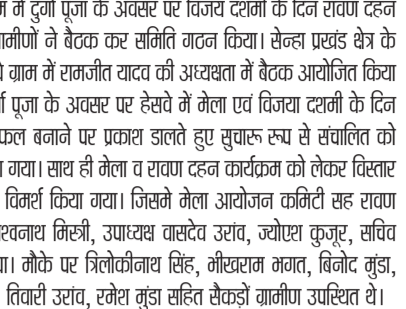 में दुर्गा पूजा के अवसर पर विजय दशमी के दिन रावण दहन
ग्रामीणों ने बैठक कर समिति गठन किया। सेन्हा प्रखंड क्षेत्र के
ग्राम में रामजीत यादव की अध्यक्षता में बैठक आयोजित किया
पूजा के अवसर पर हेसवे में मेला एवं विजया दशमी के दिन
बनाने पर प्रकाश डालते हुए सुचारू रूप से संचालित को
गया। साथ ही मेला व रावण दहन कार्यक्रम को लेकर विस्तार
विमर्श किया गया। जिसमे मेला आयोजन कमिटी सह रावण
मिस्त्री, उपाध्यक्ष वासदेव उरांव, ज्योएश कुजूर, सचिव
मौके पर त्रिलोकीनाथ सिंह, भीखराम भगत, बिनोद मुंडा,
तिवारी उरांव, रमेश मुंडा सहित सैकड़ों ग्रामीण उपस्थित थे।